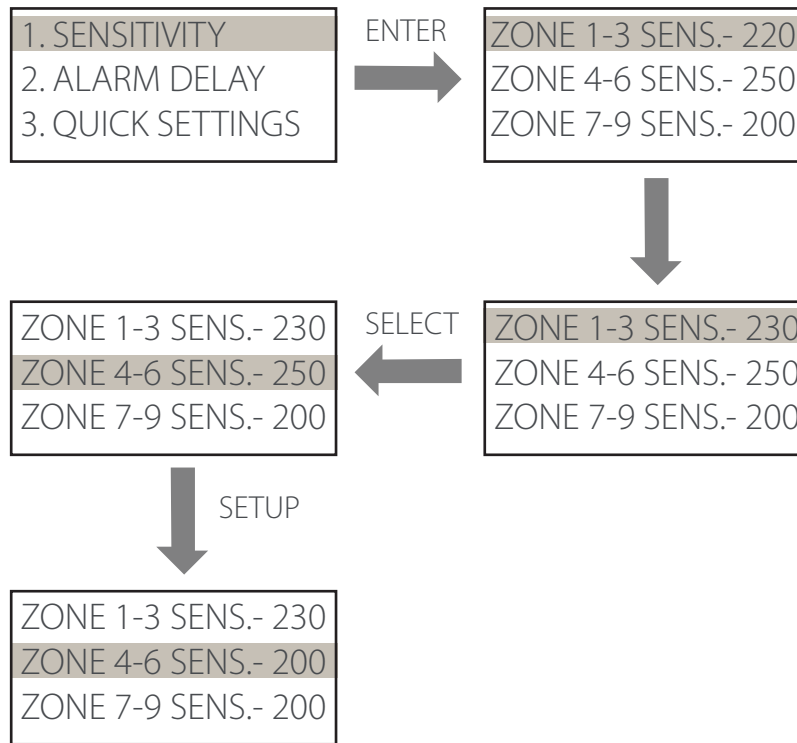 1. SENSITIVITY
2. ALARM DELAY
3. QUICK SETTINGS
ENTER
ZONE 1-3 SENS.- 220
ZONE 4-6 SENS.- 250
ZONE 7-9 SENS.- 200
ZONE 1-3 SENS.- 230
ZONE 4-6 SENS.- 250
ZONE 7-9 SENS.- 200
SELECT
ZONE 1-3 SENS.- 230
ZONE 4-6 SENS.- 250
ZONE 7-9 SENS.- 200
SETUP
ZONE 1-3 SENS.- 230
ZONE 4-6 SENS.- 200
ZONE 7-9 SENS.- 200